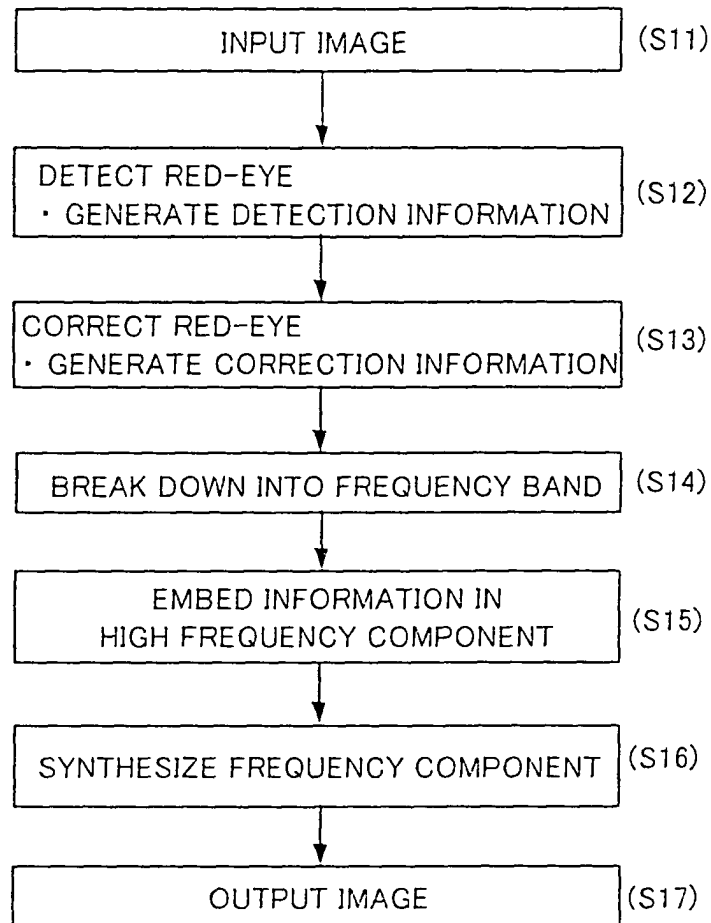 INPUT IMAGE (S11)
DETECT RED-EYE
・GENERATE DETECTION INFORMATION (S12)
CORRECT RED-EYE
・GENERATE CORRECTION INFORMATION (S13)
BREAK DOWN INTO FREQUENCY BAND (S14)
EMBED INFORMATION IN
HIGH FREQUENCY COMPONENT (S15)
SYNTHESIZE FREQUENCY COMPONENT (S16)
OUTPUT IMAGE (S17)